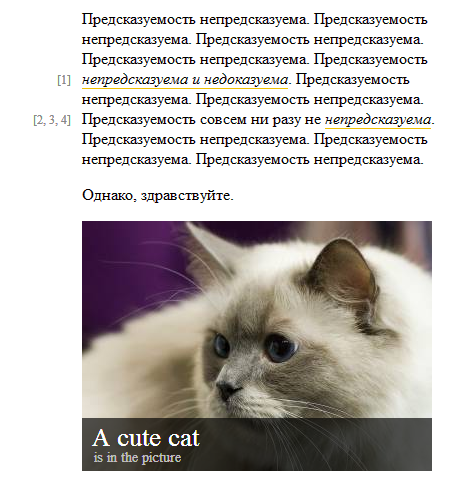 Предсказуемость непредсказуема. Предсказуемость
непредсказуема. Предсказуемость непредсказуема.
Предсказуемость непредсказуема. Предсказуемость
[1] непредсказуема и недоказуема. Предсказуемость
непредсказуема. Предсказуемость непредсказуема.
[2, 3, 4] Предсказуемость совсем ни разу не непредсказуема.
Предсказуемость непредсказуема. Предсказуемость
непредсказуема. Предсказуемость непредсказуема.
Однако, здравствуйте.
A cute cat
is in the picture